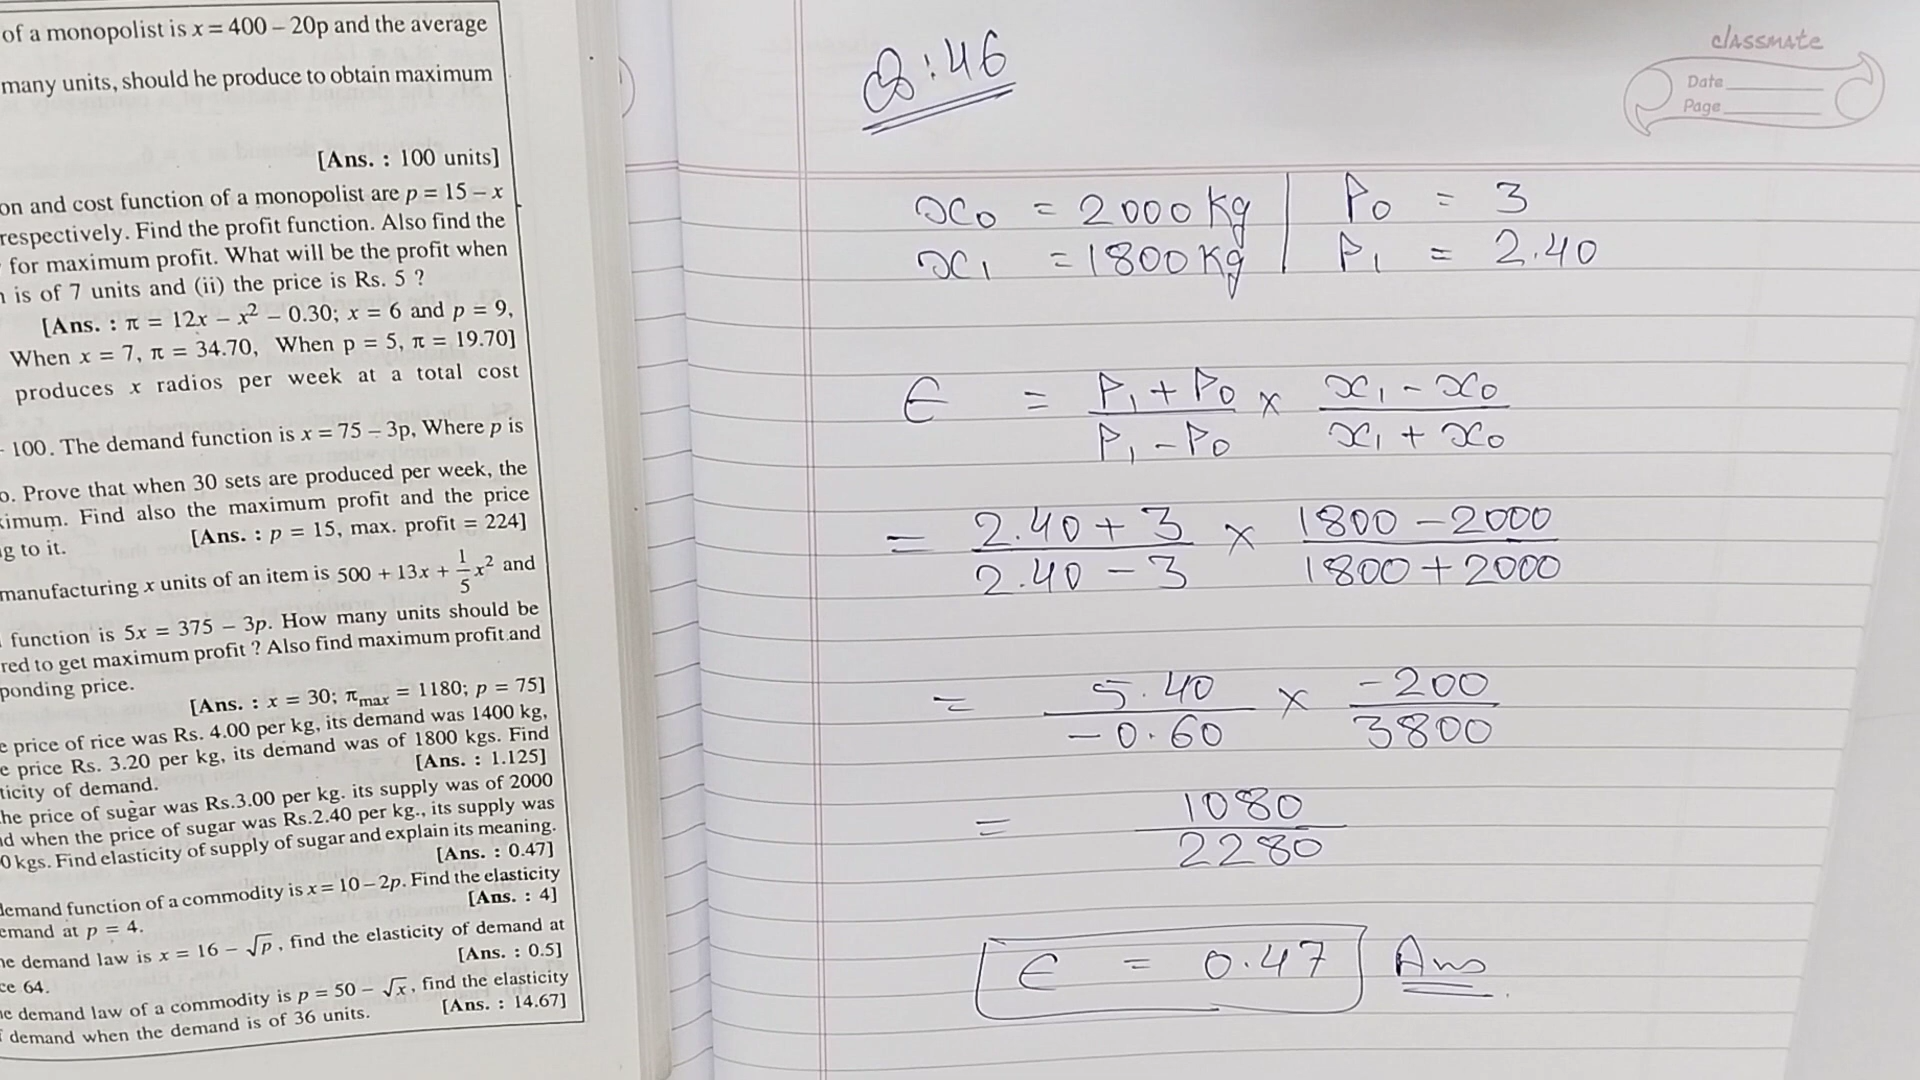 of a monopolist is x = 400 – 20p and the average
many units, should he produce to obtain maximum
[Ans. : 100 units]
on and cost function of a monopolist are p = 15 – x
respectively. Find the profit function. Also find the
for maximum profit. What will be the profit when
is of 7 units and (ii) the price is Rs. 5 ?
[Ans. : π = 12x – x² – 0.30; x = 6 and p = 9,
When x = 7, π = 34.70, When p = 5, π = 19.70]
produces x radios per week at a total cost
– 100. The demand function is x = 75 – 3p, Where p is
o. Prove that when 30 sets are produced per week, the
imum. Find also the maximum profit and the price
g to it. [Ans. : p = 15, max. profit = 224]
manufacturing x units of an item is 500 + 13x + 1/5 x² and
function is 5x = 375 – 3p. How many units should be
red to get maximum profit ? Also find maximum profit and
ponding price.
[Ans. : x = 30; πmax = 1180; p = 75]
e price of rice was Rs. 4.00 per kg, its demand was 1400 kg,
e price Rs. 3.20 per kg, its demand was of 1800 kgs. Find
ticity of demand. [Ans. : 1.125]
he price of sugar was Rs.3.00 per kg. its supply was of 2000
d when the price of sugar was Rs.2.40 per kg., its supply was
0 kgs. Find elasticity of supply of sugar and explain its meaning.
[Ans. : 0.47]
demand function of a commodity is x = 10 – 2p. Find the elasticity
emand at p = 4. [Ans. : 4]
he demand law is x = 16 – √p, find the elasticity of demand at
ce 64. [Ans. : 0.5]
he demand law of a commodity is p = 50 – √x, find the elasticity
demand when the demand is of 36 units. [Ans. : 14.67]
classmate
Date
Page
Q:46
x0 = 2000 kg | P0 = 3
x1 = 1800 kg | P1 = 2.40
∈ = P1 + P0 / P1 - P0 × x1 - x0 / x1 + x0
= 2.40 + 3 / 2.40 - 3 × 1800 - 2000 / 1800 + 2000
= 5.40 / -0.60 × -200 / 3800
= 1080 / 2280
∈ = 0.47 Ans